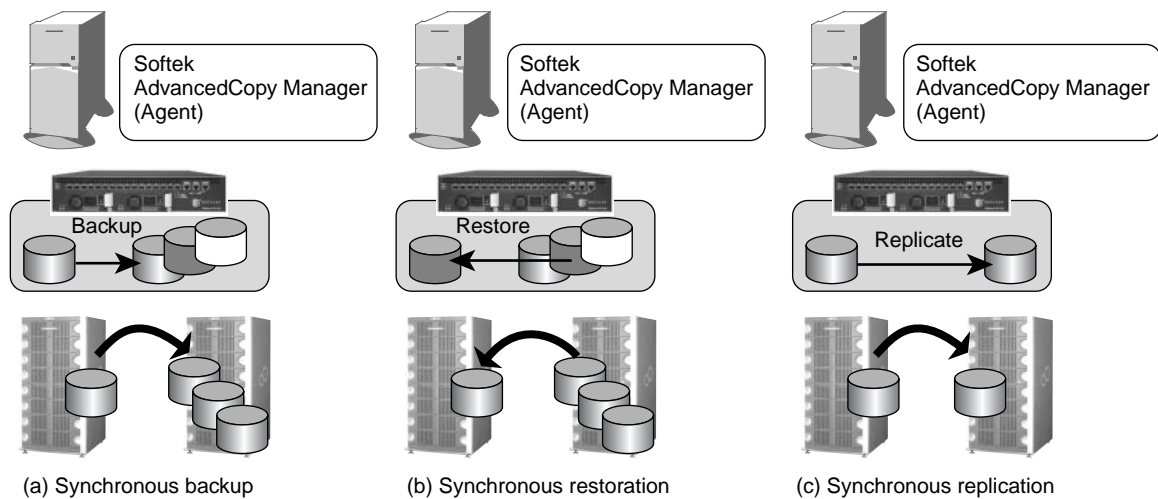 Softek
AdvancedCopy Manager
(Agent)
Softek
AdvancedCopy Manager
(Agent)
Softek
AdvancedCopy Manager
(Agent)
Backup
Restore
Replicate
(a) Synchronous backup
(b) Synchronous restoration
(c) Synchronous replication